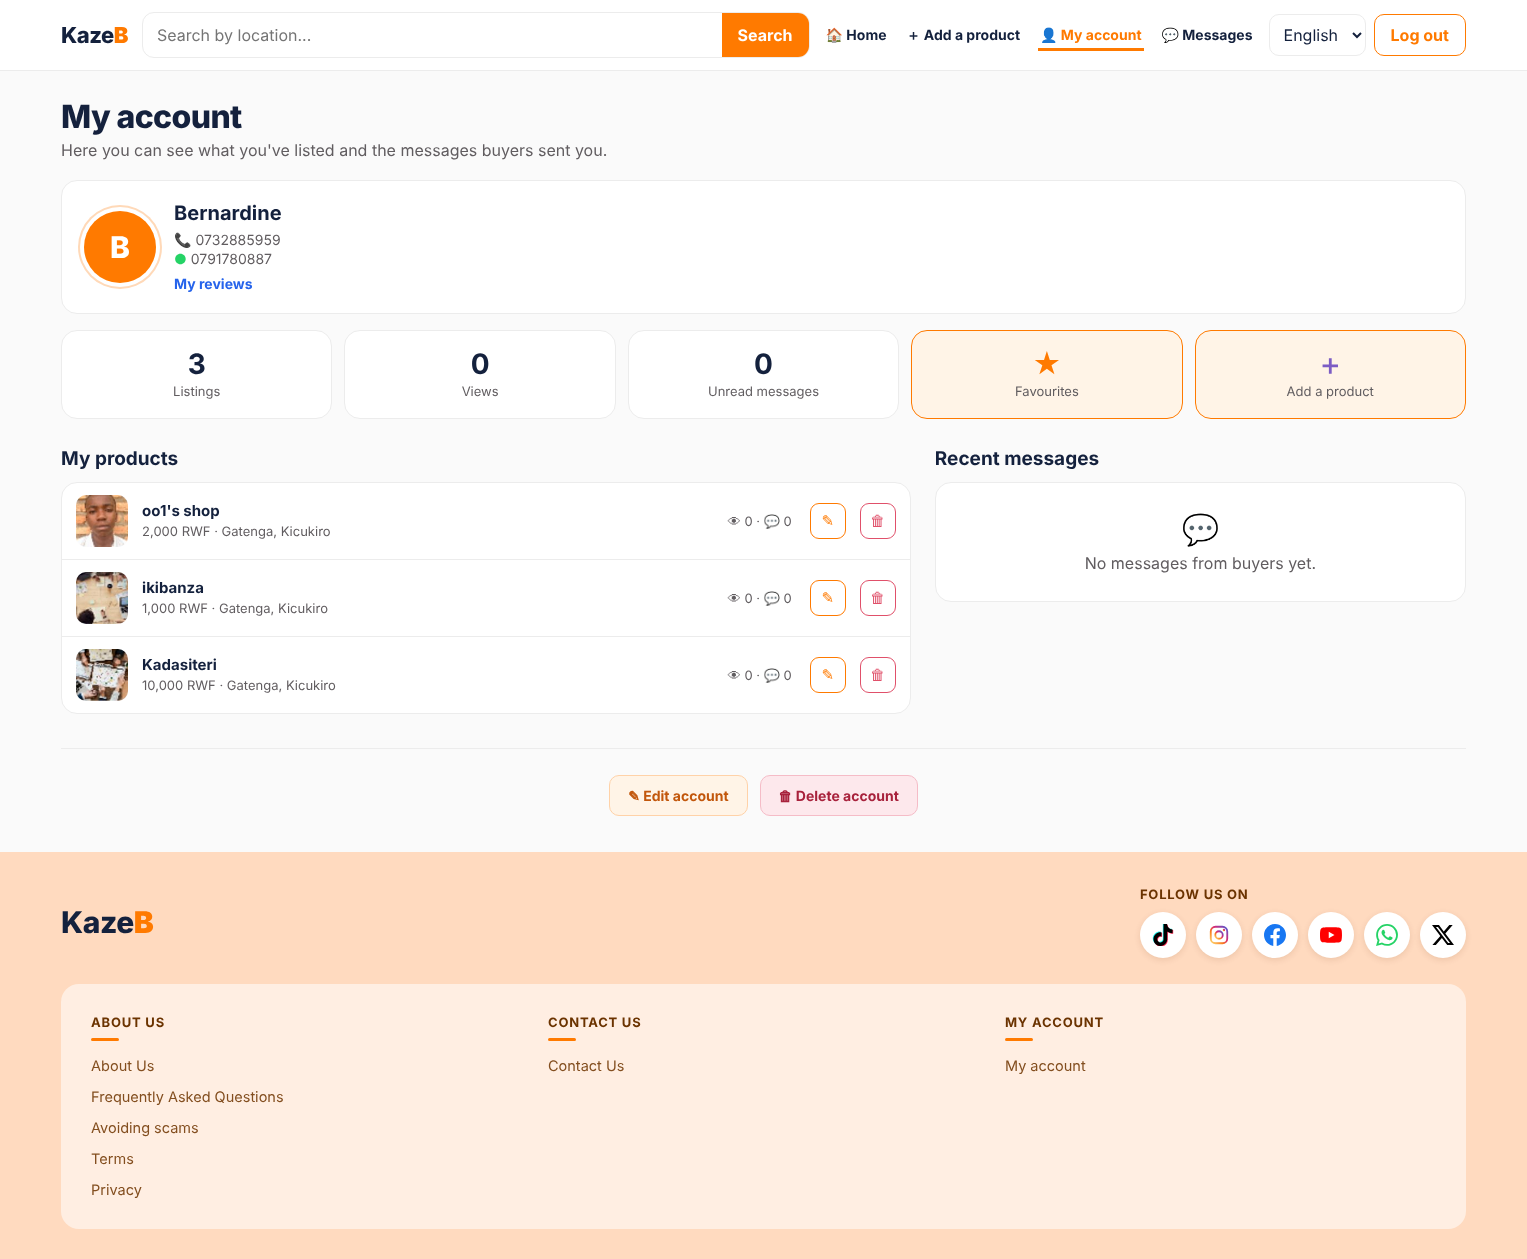 KazeB
Search by location...
Search
🏠 Home
+ Add a product
👤 My account
💬 Messages
English
Log out
My account
Here you can see what you've listed and the messages buyers sent you.
B
Bernardine
📞 0732885959
0791780887
My reviews
3
Listings
0
Views
0
Unread messages
★
Favourites
+
Add a product
My products
oo1's shop
2,000 RWF · Gatenga, Kicukiro
👁 0 · 💬 0
ikibanza
1,000 RWF · Gatenga, Kicukiro
👁 0 · 💬 0
Kadasiteri
10,000 RWF · Gatenga, Kicukiro
👁 0 · 💬 0
Recent messages
No messages from buyers yet.
✎ Edit account
🗑 Delete account
KazeB
FOLLOW US ON
ABOUT US
About Us
Frequently Asked Questions
Avoiding scams
Terms
Privacy
CONTACT US
Contact Us
MY ACCOUNT
My account